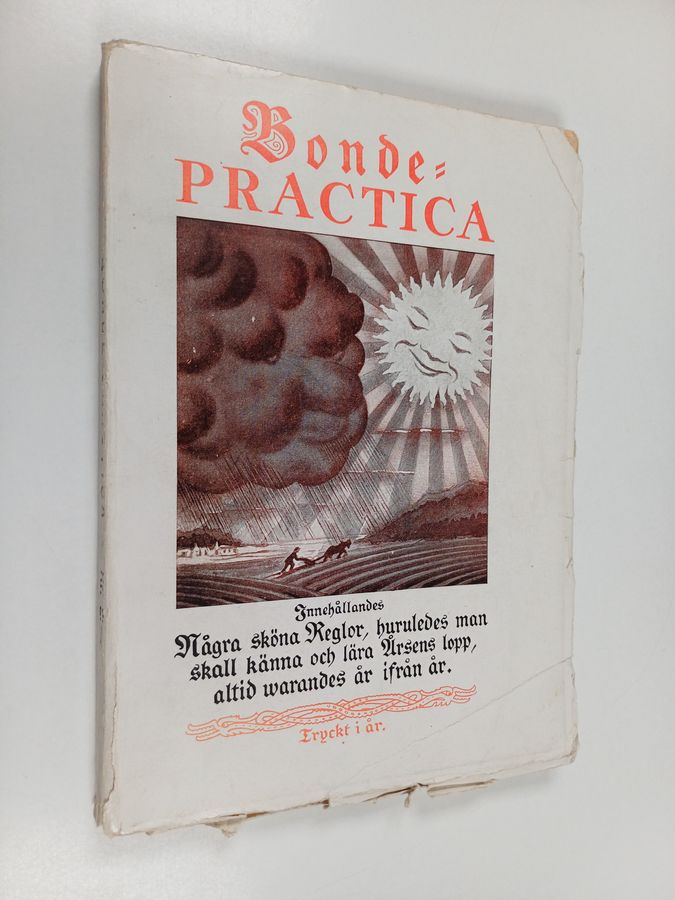 Bonde=
PRACTICA
Innehållandes
Några sköna Reglor, huruledes man
skall känna och lära Årsens lopp,
altid warandes år ifrån år.
Tryckt i år.